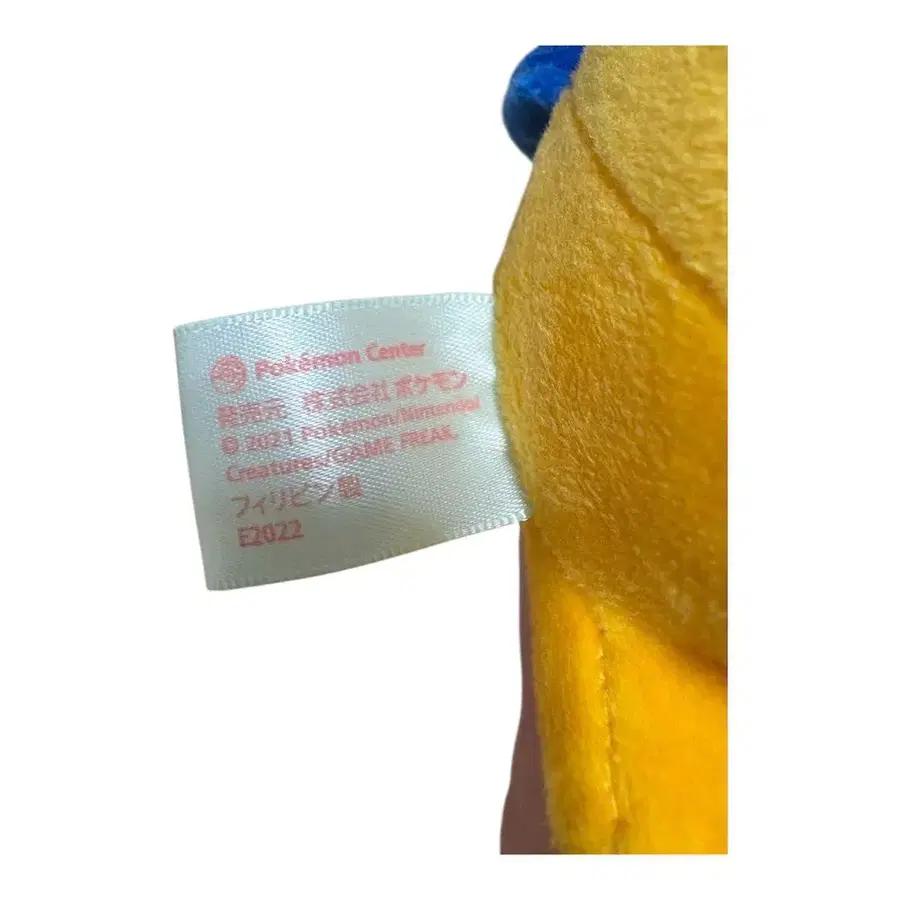 Pokémon Center
発売元 株式会社ポケモン
© 2021 Pokémon/Nintendo/
Creatures/GAME FREAK.
フィリピン製
E2022